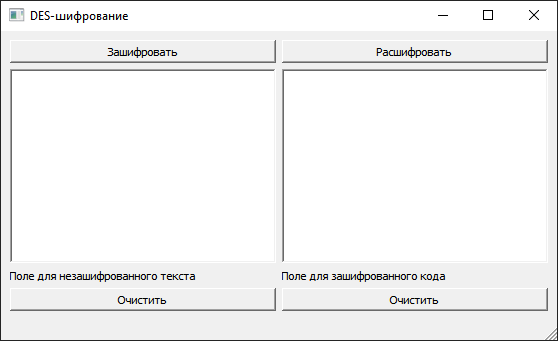 DES-шифрование
Зашифровать
Расшифровать
Поле для незашифрованного текста
Поле для зашифрованного кода
Очистить
Очистить